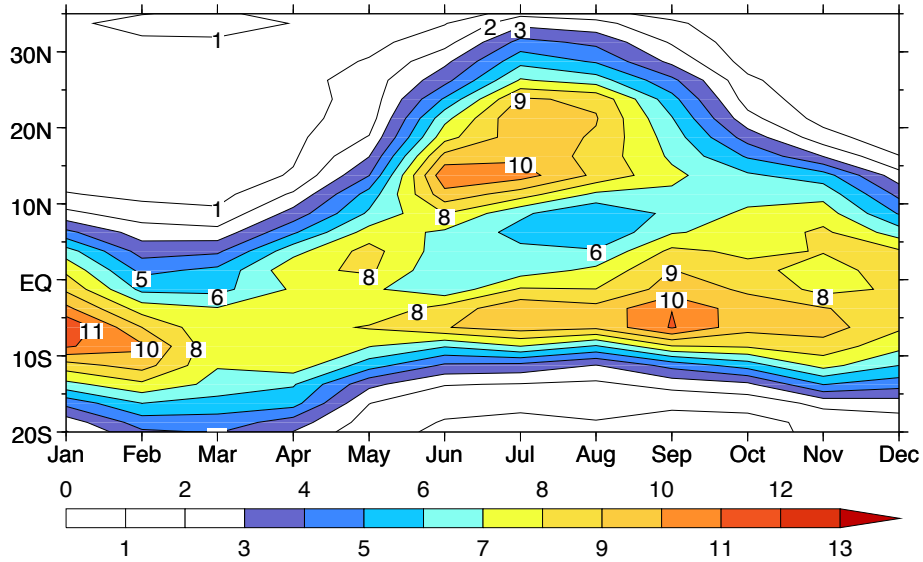 2 3
30N 1
9
20N
10
10N 1 8
6
5 8 9
EQ 6 10 8
8
11
10 8
10S
20S
Jan Feb Mar Apr May Jun Jul Aug Sep Oct Nov Dec
0 2 4 6 8 10 12
1 3 5 7 9 11 13